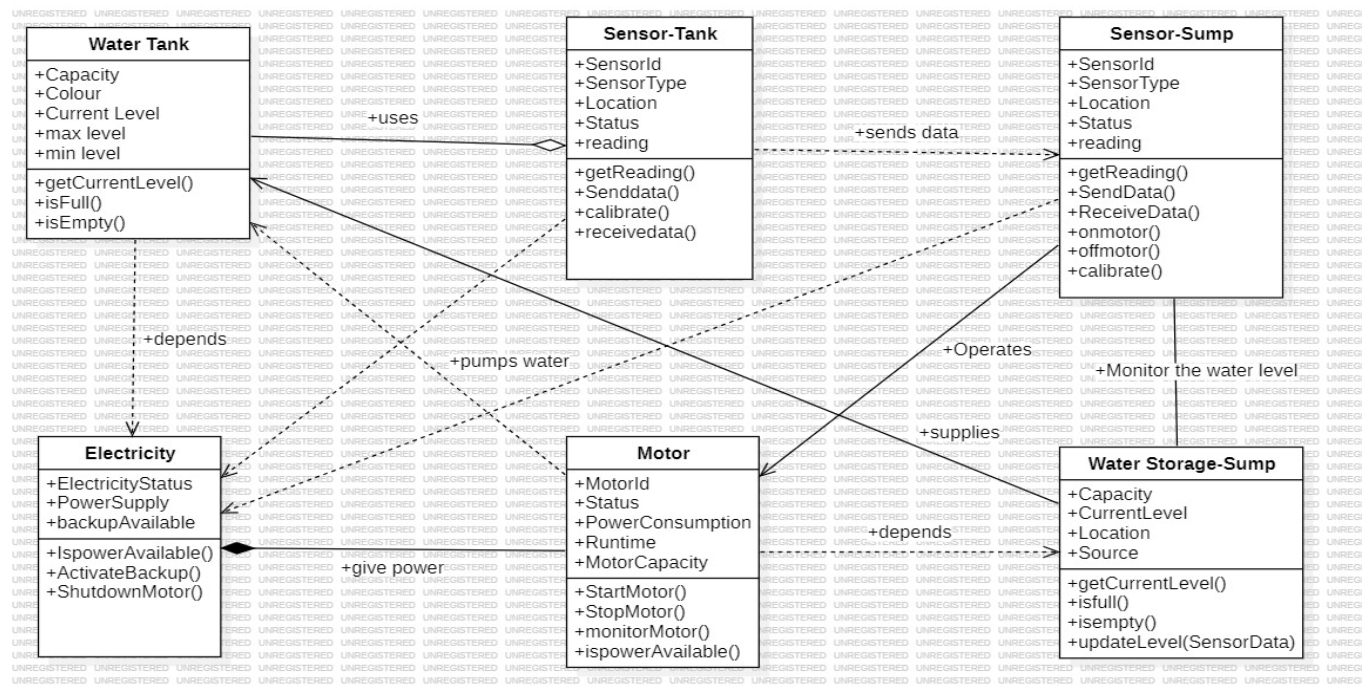 UNREGISTERED
Water Tank
+Capacity
+Colour
+Current Level
+max level
+min level
+getCurrentLevel()
+isFull()
+isEmpty()
+uses
Sensor-Tank
+SensorId
+SensorType
+Location
+Status
+reading
+getReading()
+Senddata()
+calibrate()
+receivedata()
+sends data
Sensor-Sump
+SensorId
+SensorType
+Location
+Status
+reading
+getReading()
+SendData()
+ReceiveData()
+onmotor()
+offmotor()
+calibrate()
+depends
+pumps water
+Operates
+Monitor the water level
+supplies
Electricity
+ElectricityStatus
+PowerSupply
+backupAvailable
+IspowerAvailable()
+ActivateBackup()
+ShutdownMotor()
+give power
Motor
+MotorId
+Status
+PowerConsumption
+Runtime
+MotorCapacity
+StartMotor()
+StopMotor()
+monitorMotor()
+ispowerAvailable()
+depends
Water Storage-Sump
+Capacity
+CurrentLevel
+Location
+Source
+getCurrentLevel()
+isfull()
+isempty()
+updateLevel(SensorData)